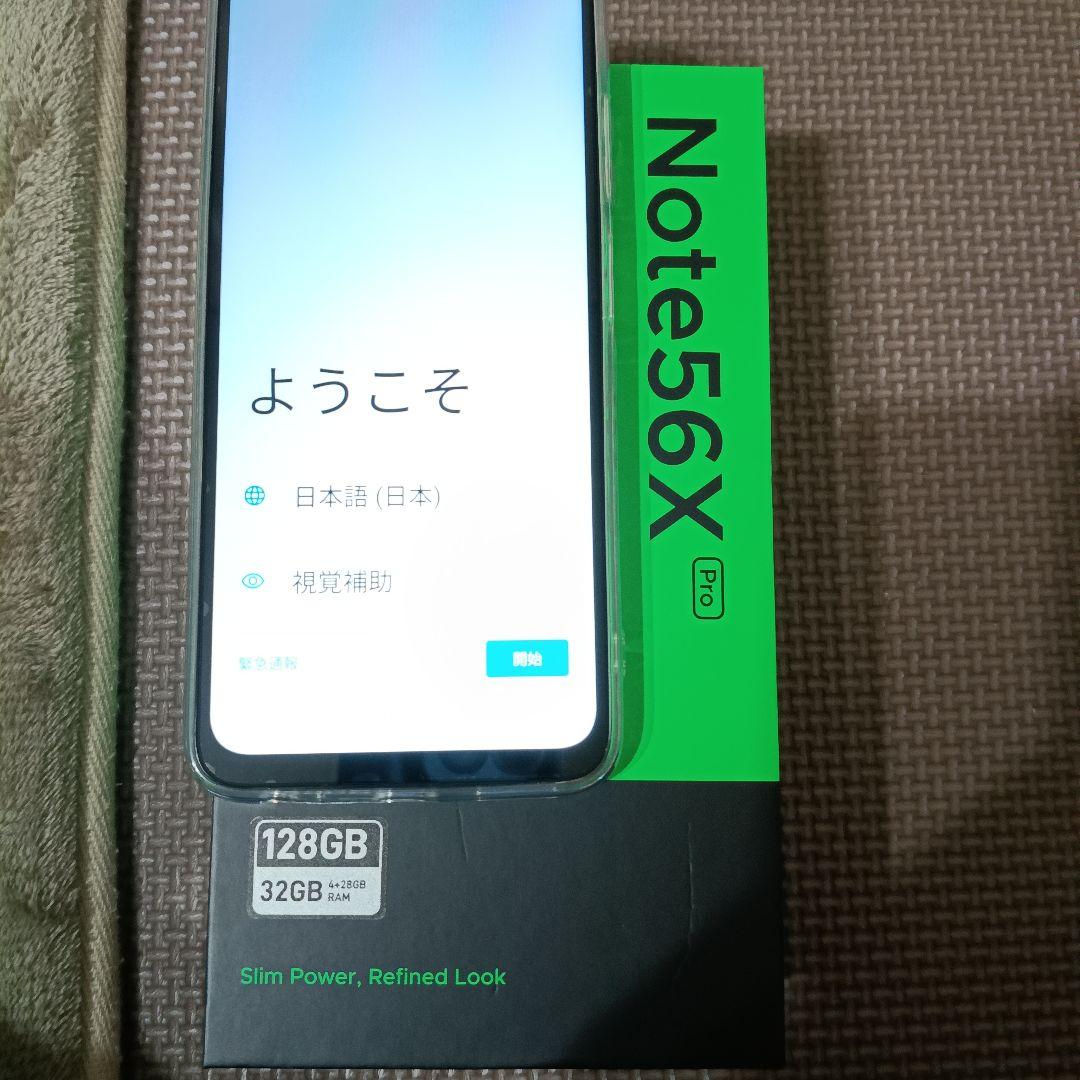 ようこそ
日本語 (日本)
視覚補助
緊急通報
開始
Note56X
Pro
128GB
32GB 4+28GB RAM
Slim Power, Refined Look